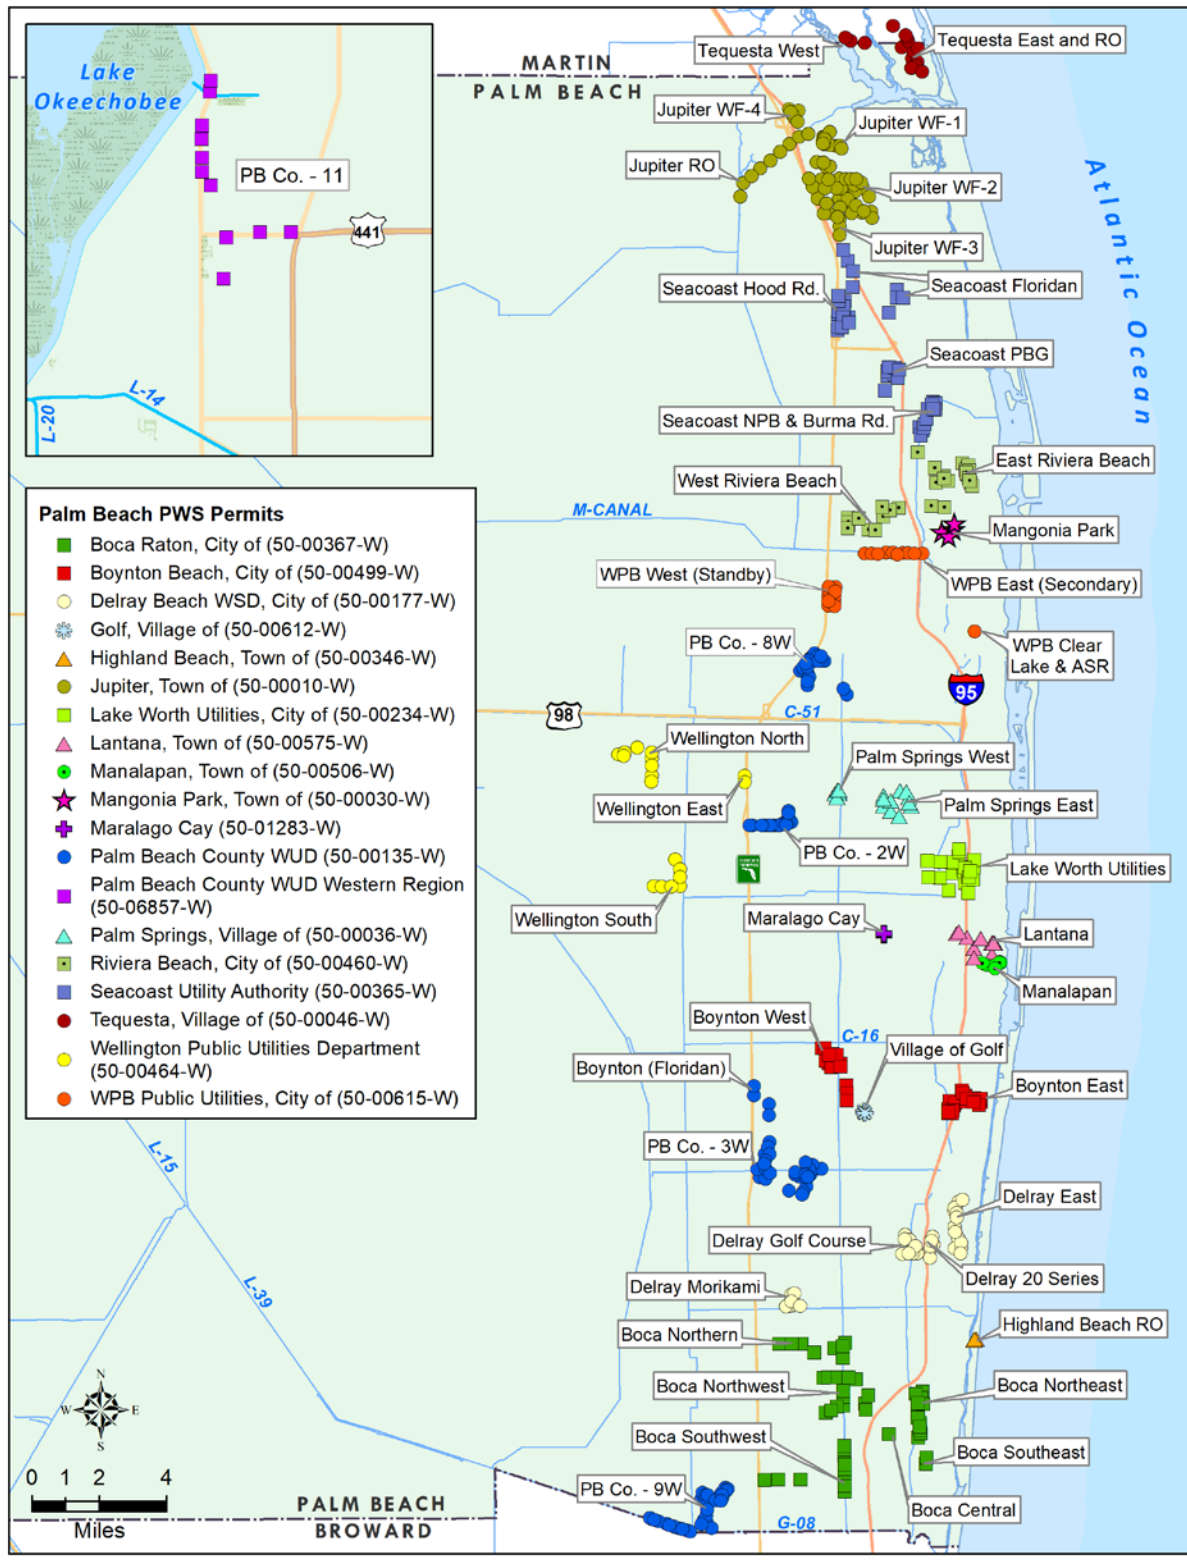 Lake
Okeechobee
PB Co. - 11
441
L-14
L-20
MARTIN
PALM BEACH
Tequesta West
Tequesta East and RO
Jupiter WF-4
Jupiter WF-1
Jupiter RO
Jupiter WF-2
Jupiter WF-3
Atlantic Ocean
Seacoast Hood Rd.
Seacoast Floridan
Seacoast PBG
Seacoast NPB & Burma Rd.
East Riviera Beach
West Riviera Beach
M-CANAL
Mangonia Park
WPB West (Standby)
WPB East (Secondary)
PB Co. - 8W
WPB Clear
Lake & ASR
95
98
C-51
Wellington North
Palm Springs West
Wellington East
Palm Springs East
PB Co. - 2W
Lake Worth Utilities
Wellington South
Maralago Cay
Lantana
Manalapan
Boynton West
C-16
Village of Golf
Boynton (Floridan)
Boynton East
PB Co. - 3W
Delray East
Delray Golf Course
Delray 20 Series
Delray Morikami
Highland Beach RO
Boca Northern
Boca Northwest
Boca Northeast
Boca Southwest
Boca Southeast
PB Co. - 9W
Boca Central
G-08
L-15
L-39
Palm Beach PWS Permits
Boca Raton, City of (50-00367-W)
Boynton Beach, City of (50-00499-W)
Delray Beach WSD, City of (50-00177-W)
Golf, Village of (50-00612-W)
Highland Beach, Town of (50-00346-W)
Jupiter, Town of (50-00010-W)
Lake Worth Utilities, City of (50-00234-W)
Lantana, Town of (50-00575-W)
Manalapan, Town of (50-00506-W)
Mangonia Park, Town of (50-00030-W)
Maralago Cay (50-01283-W)
Palm Beach County WUD (50-00135-W)
Palm Beach County WUD Western Region
(50-06857-W)
Palm Springs, Village of (50-00036-W)
Riviera Beach, City of (50-00460-W)
Seacoast Utility Authority (50-00365-W)
Tequesta, Village of (50-00046-W)
Wellington Public Utilities Department
(50-00464-W)
WPB Public Utilities, City of (50-00615-W)
N
W E
S
0 1 2 4
Miles
PALM BEACH
BROWARD